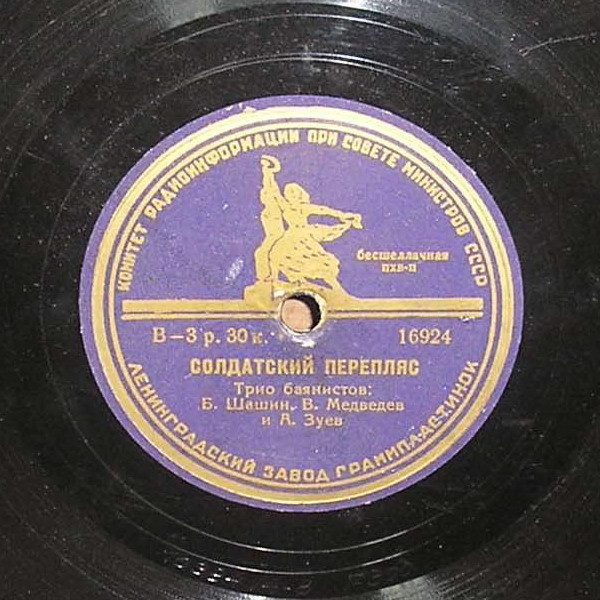 КОМИТЕТ РАДИОИНФОРМАЦИИ ПРИ СОВЕТЕ МИНИСТРОВ СССР
бесшеллачная
пхв-п
В–3 р. 30 к.
16924
СОЛДАТСКИЙ ПЕРЕПЛЯС
Трио баянистов:
Б. Шашин, В. Медведев
и А. Зуев
ЛЕНИНГРАДСКИЙ ЗАВОД ГРАМПЛАСТИНОК